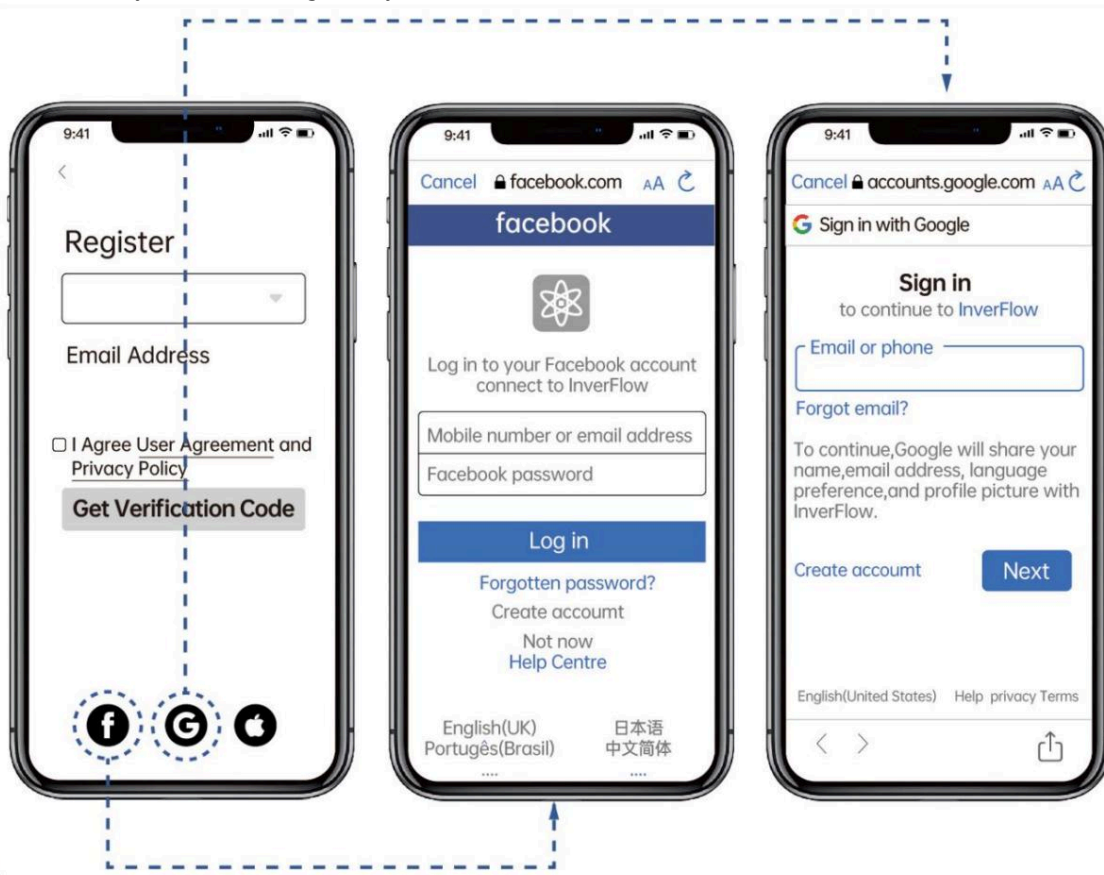 9:41
Register
Email Address
I Agree User Agreement and
Privacy Policy
Get Verification Code
f
G
9:41
Cancel facebook.com AA
facebook
Log in to your Facebook account
connect to InverFlow
Mobile number or email address
Facebook password
Log in
Forgotten password?
Create accoumt
Not now
Help Centre
English(UK) 日本语
Portugês(Brasil) 中文简体
.... ....
9:41
Cancel accounts.google.com AA
G Sign in with Google
Sign in
to continue to InverFlow
Email or phone
Forgot email?
To continue,Google will share your
name,email address, language
preference,and profile picture with
InverFlow.
Create accoumt Next
English(United States) Help privacy Terms